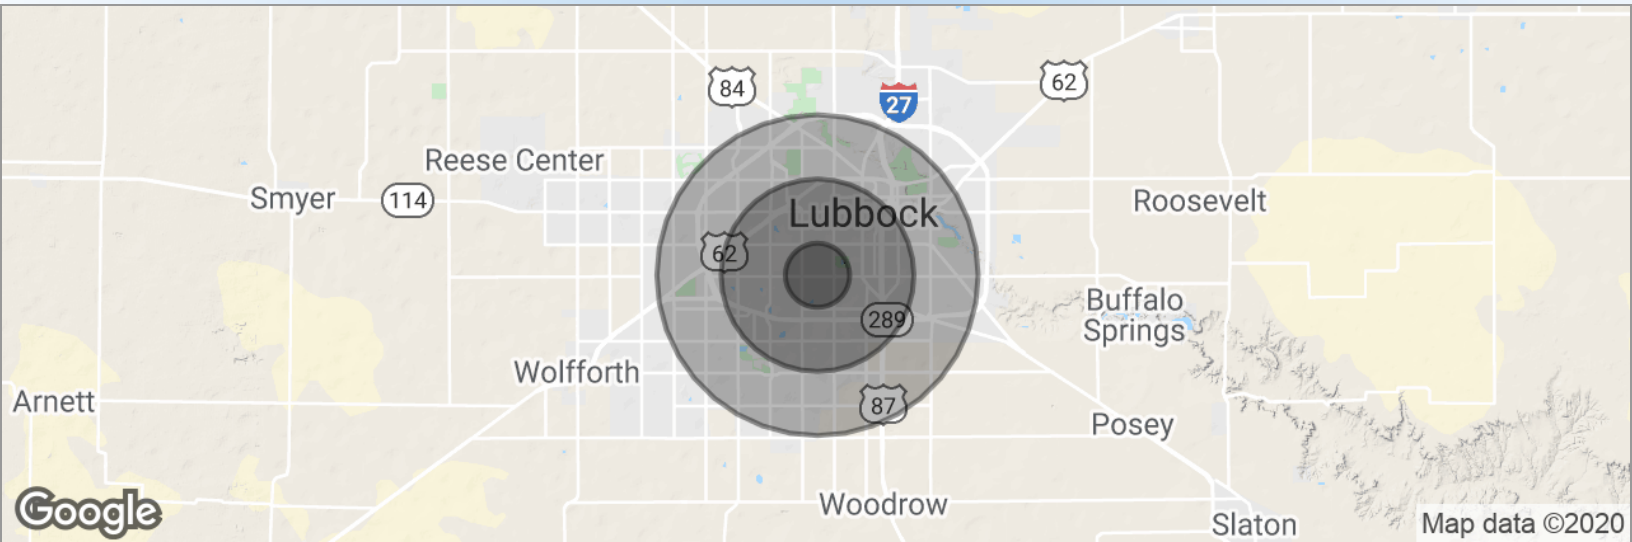 84
62
27
Reese Center
Smyer
114
Roosevelt
Lubbock
62
Buffalo
Springs
289
Wolfforth
Arnett
87
Posey
Woodrow
Slaton
Google
Map data ©2020